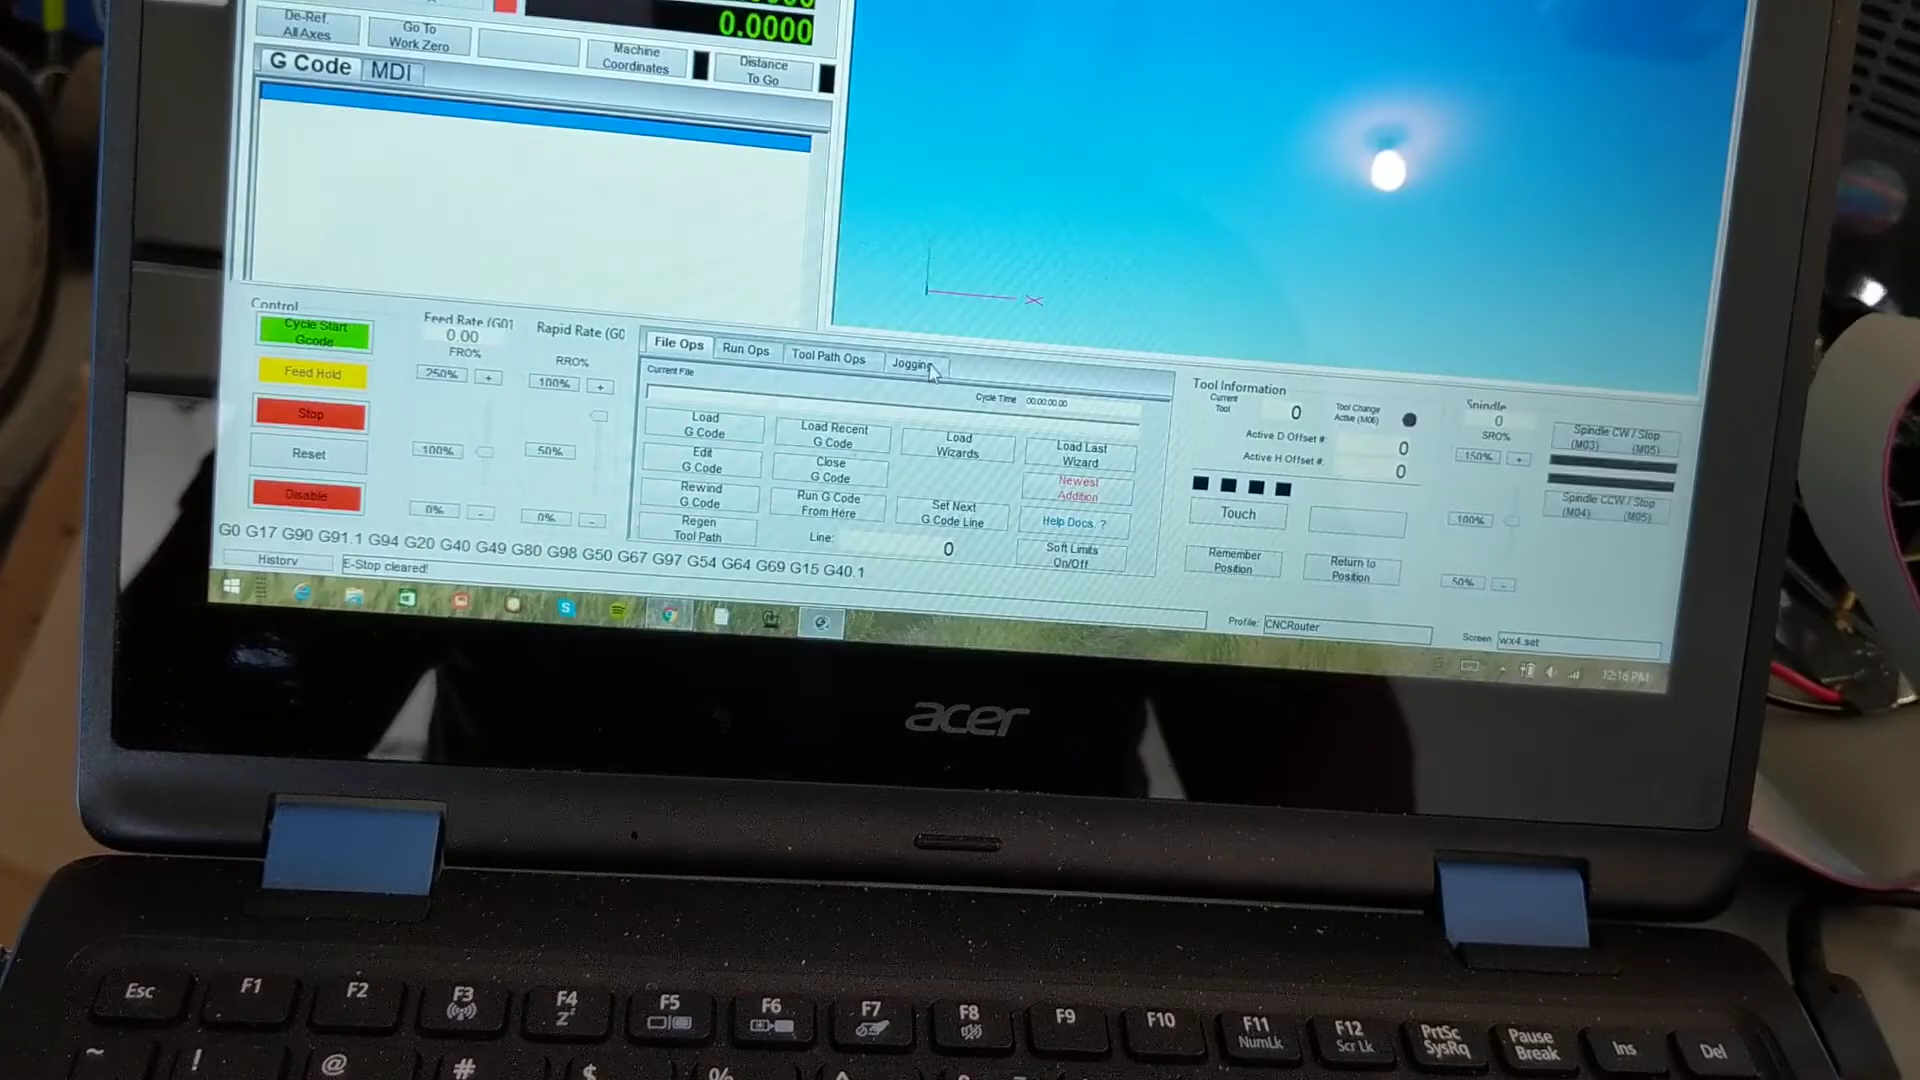 0.0000
De-Ref.
All Axes
Go To
Work Zero
Machine
Coordinates
Distance
To Go
G Code
MDI
Control
Cycle Start
Gcode
Feed Hold
Stop
Reset
Disable
Feed Rate (G01
0.00
FRO%
250%
+
100%
0%
-
Rapid Rate (G0
RRO%
100%
+
50%
0%
-
File Ops
Run Ops
Tool Path Ops
Jogging
Current File
Cycle Time
00:00:00.00
Load
G Code
Load Recent
G Code
Load
Wizards
Load Last
Wizard
Edit
G Code
Close
G Code
Newest
Addition
Rewind
G Code
Run G Code
From Here
Set Next
G Code Line
Help Docs. ?
Regen
Tool Path
Line:
0
Soft Limits
On/Off
Tool Information
Current
Tool
0
Tool Change
Active (M06)
Active D Offset #:
0
Active H Offset #:
0
Touch
Remember
Position
Return to
Position
Spindle
0
SRO%
150%
+
100%
50%
-
Spindle CW / Stop
(M03) (M05)
Spindle CCW / Stop
(M04) (M05)
G0 G17 G90 G91.1 G94 G20 G40 G49 G80 G98 G50 G67 G97 G54 G64 G69 G15 G40.1
History
E-Stop cleared!
Profile:
CNCRouter
Screen
wx4.set
12:16 PM
acer
Esc
F1
F2
F3
F4
Z
F5
F6
F7
F8
F9
F10
F11
NumLk
F12
Scr Lk
PrtSc
SysRq
Pause
Break
Ins
Del
~
!
@
#
$
%
^